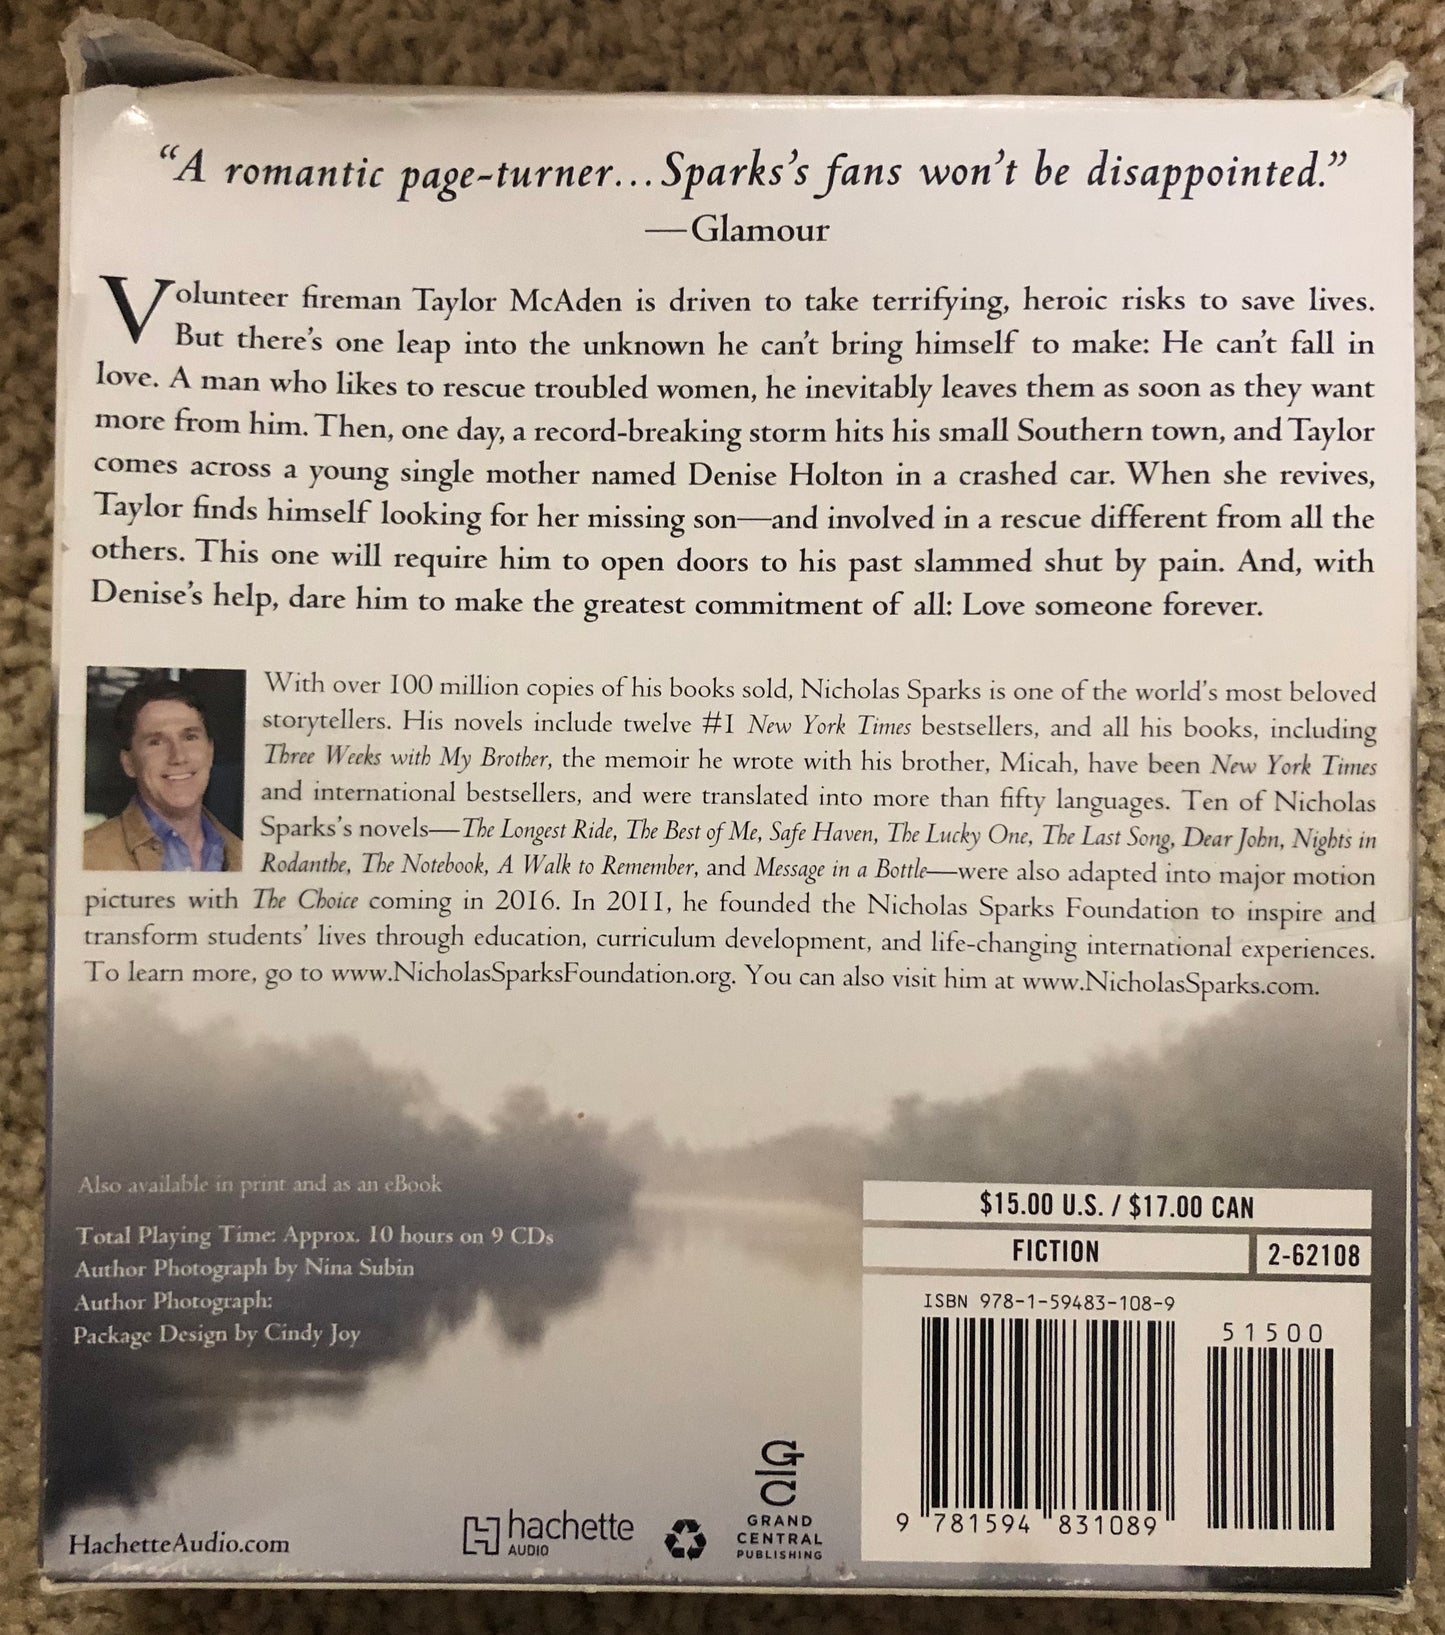 “A romantic page-turner...Sparks’s fans won’t be disappointed.”
—Glamour
Volunteer fireman Taylor McAden is driven to take terrifying, heroic risks to save lives.
But there’s one leap into the unknown he can’t bring himself to make: He can’t fall in
love. A man who likes to rescue troubled women, he inevitably leaves them as soon as they want
more from him. Then, one day, a record-breaking storm hits his small Southern town, and Taylor
comes across a young single mother named Denise Holton in a crashed car. When she revives,
Taylor finds himself looking for her missing son—and involved in a rescue different from all the
others. This one will require him to open doors to his past slammed shut by pain. And, with
Denise’s help, dare him to make the greatest commitment of all: Love someone forever.
With over 100 million copies of his books sold, Nicholas Sparks is one of the world’s most beloved
storytellers. His novels include twelve #1 New York Times bestsellers, and all his books, including
Three Weeks with My Brother, the memoir he wrote with his brother, Micah, have been New York Times
and international bestsellers, and were translated into more than fifty languages. Ten of Nicholas
Sparks’s novels—The Longest Ride, The Best of Me, Safe Haven, The Lucky One, The Last Song, Dear John, Nights in
Rodanthe, The Notebook, A Walk to Remember, and Message in a Bottle—were also adapted into major motion
pictures with The Choice coming in 2016. In 2011, he founded the Nicholas Sparks Foundation to inspire and
transform students’ lives through education, curriculum development, and life-changing international experiences.
To learn more, go to www.NicholasSparksFoundation.org. You can also visit him at www.NicholasSparks.com.
Also available in print and as an eBook
Total Playing Time: Approx. 10 hours on 9 CDs
Author Photograph by Nina Subin
Author Photograph:
Package Design by Cindy Joy
HachetteAudio.com
hachette
AUDIO
GRAND
CENTRAL
PUBLISHING
$15.00 U.S. / $17.00 CAN
FICTION
2-62108
ISBN 978-1-59483-108-9
51500
9 781594 831089